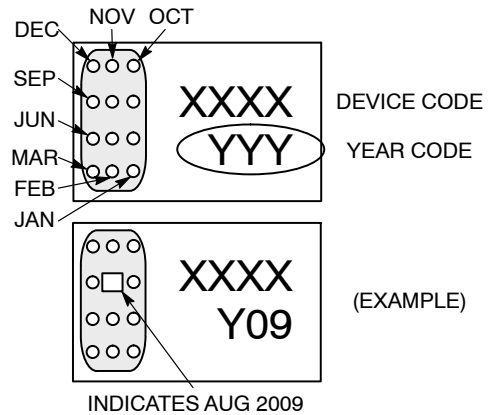 NOV OCT
DEC
SEP
JUN
MAR
FEB
JAN
XXXX
DEVICE CODE
YYY
YEAR CODE
XXXX
Y09
(EXAMPLE)
INDICATES AUG 2009